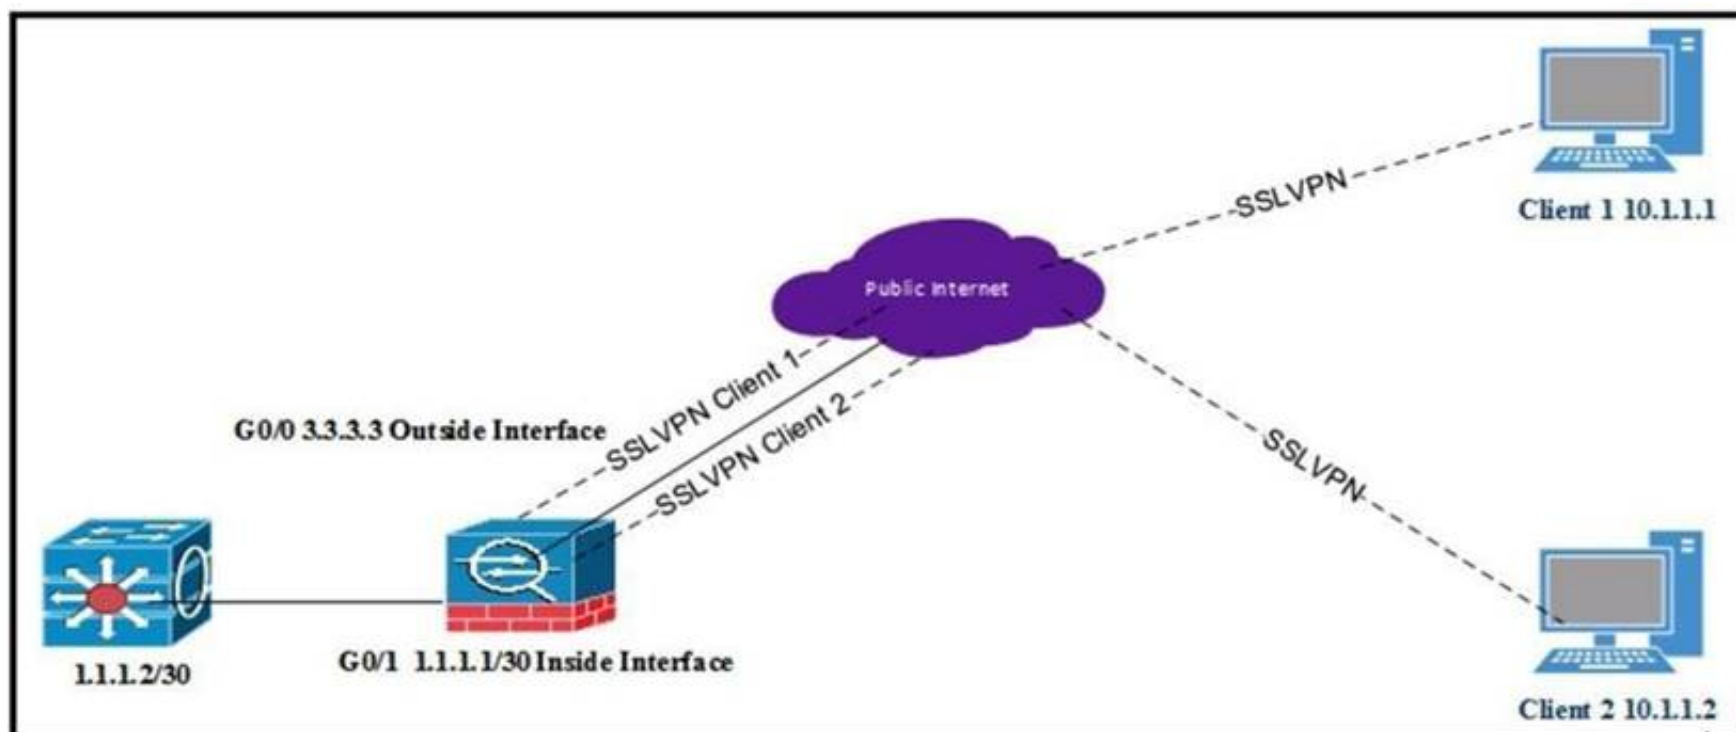 Client 1 10.1.1.1
SSLVPN
Public Internet
SSLVPN Client 1
SSLVPN Client 2
G0/0 3.3.3.3 Outside Interface
SSLVPN
1.1.1.2/30
G0/1 1.1.1.1/30 Inside Interface
Client 2 10.1.1.2